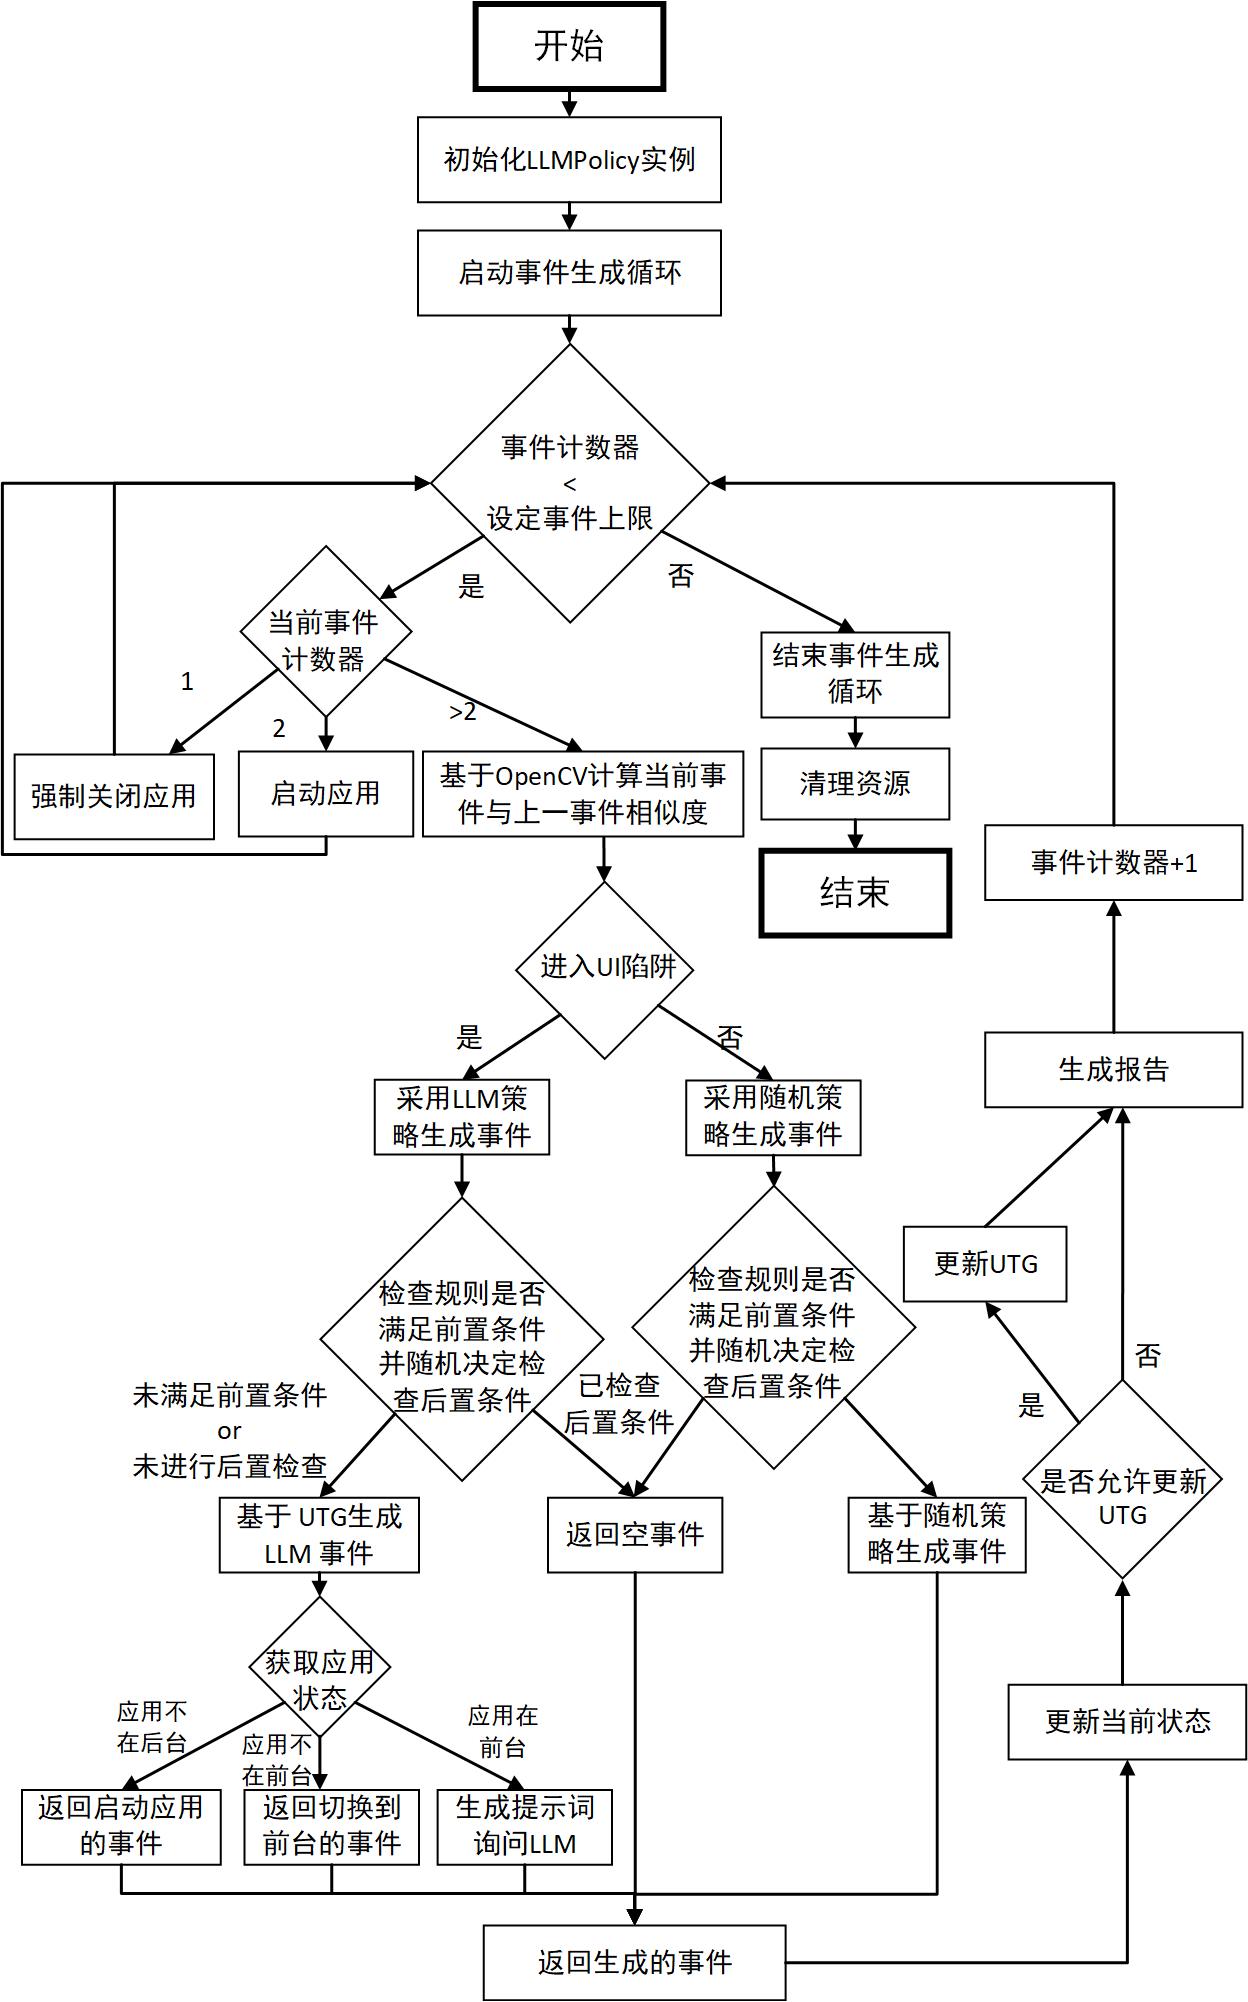 开始
初始化LLMPolicy实例
启动事件生成循环
事件计数器
<
设定事件上限
是
否
当前事件
计数器
1
2
>2
结束事件生成
循环
强制关闭应用
启动应用
基于OpenCV计算当前事
件与上一事件相似度
清理资源
结束
事件计数器+1
进入UI陷阱
是
否
生成报告
采用LLM策
略生成事件
采用随机策
略生成事件
更新UTG
检查规则是否
满足前置条件
并随机决定检
查后置条件
检查规则是否
满足前置条件
并随机决定检
查后置条件
未满足前置条件
or
未进行后置检查
已检查
后置条件
是
否
是否允许更新
UTG
基于 UTG生成
LLM 事件
返回空事件
基于随机策
略生成事件
获取应用
状态
应用不
在后台
应用不
在前台
应用在
前台
更新当前状态
返回启动应用
的事件
返回切换到
前台的事件
生成提示词
询问LLM
返回生成的事件